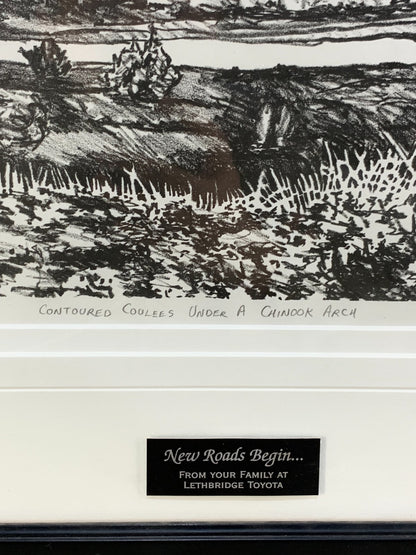 CONTOURED COULEES UNDER A CHINOOK ARCH
New Roads Begin...
FROM YOUR FAMILY AT
LETHBRIDGE TOYOTA